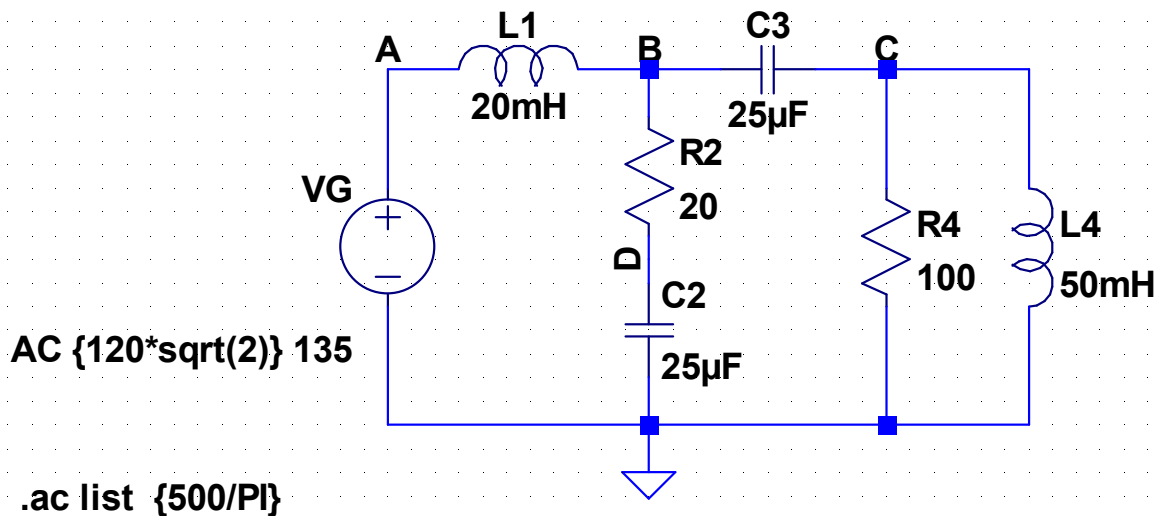 L1
C3
A
B
C
20mH
25µF
R2
VG
20
R4
L4
D
100
50mH
C2
AC {120*sqrt(2)} 135
25µF
.ac list {500/PI}